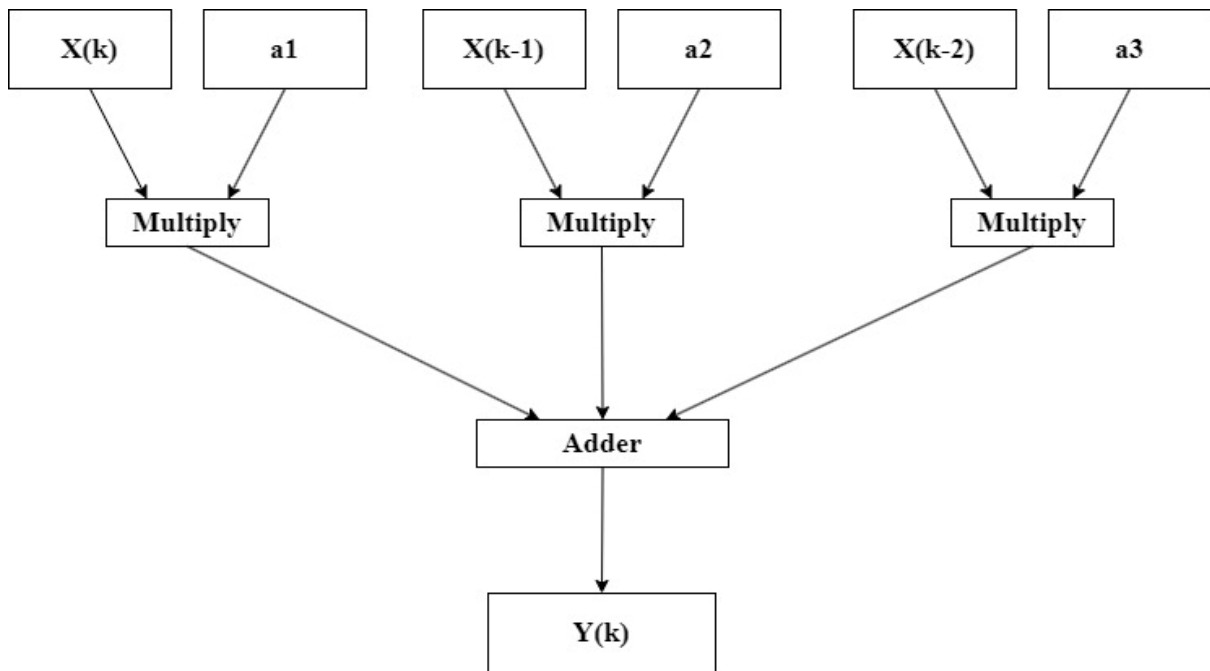 X(k)
a1
X(k-1)
a2
X(k-2)
a3
Multiply
Multiply
Multiply
Adder
Y(k)